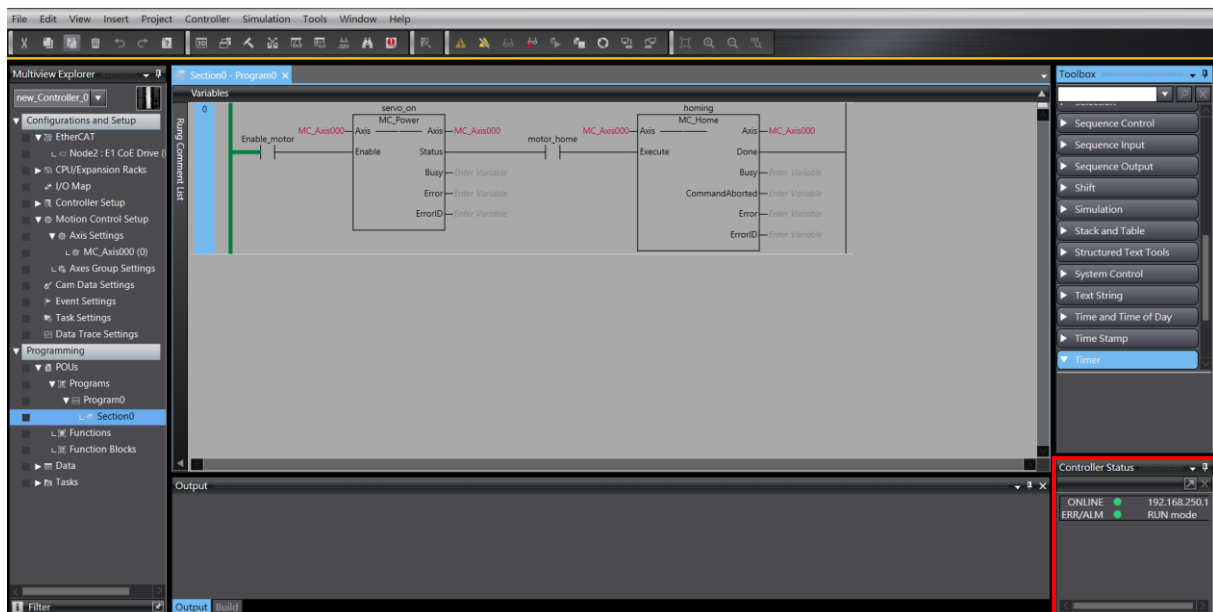 File Edit View Insert Project Controller Simulation Tools Window Help
Multiview Explorer
new_Controller_0
Configurations and Setup
EtherCAT
Node2 : E1 CoE Drive (
CPU/Expansion Racks
I/O Map
Controller Setup
Motion Control Setup
Axis Settings
MC_Axis000 (0)
Axes Group Settings
Cam Data Settings
Event Settings
Task Settings
Data Trace Settings
Programming
POUs
Programs
Program0
Section0
Functions
Function Blocks
Data
Tasks
Filter
Section0 - Program0
Variables
Rung Comment List
0
servo_on
MC_Power
Enable_motor
MC_Axis000 Axis Axis MC_Axis000
Enable Status
Busy Enter Variable
Error Enter Variable
ErrorID Enter Variable
motor_home
homing
MC_Home
MC_Axis000 Axis Axis MC_Axis000
Execute Done
Busy Enter Variable
CommandAborted Enter Variable
Error Enter Variable
ErrorID Enter Variable
Output
Output Build
Toolbox
Sequence Control
Sequence Input
Sequence Output
Shift
Simulation
Stack and Table
Structured Text Tools
System Control
Text String
Time and Time of Day
Time Stamp
Timer
Controller Status
ONLINE 192.168.250.1
ERR/ALM RUN mode